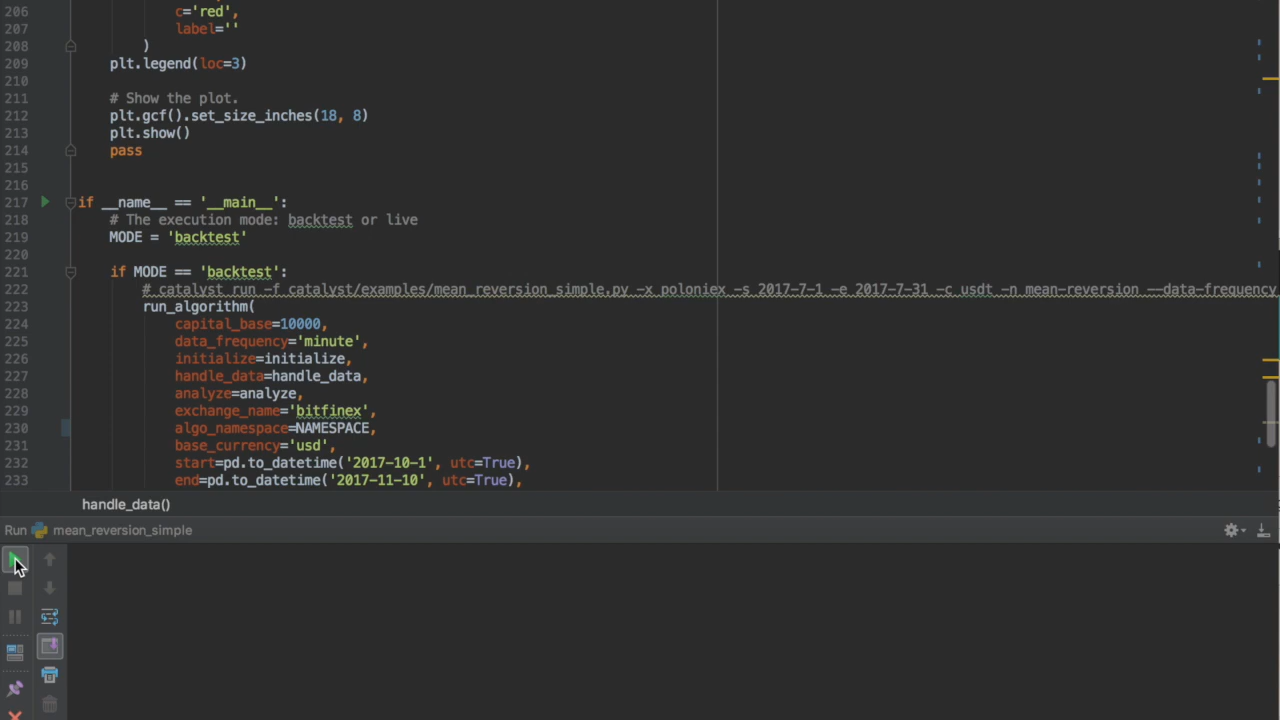 206 c='red',
207 label=''
208 )
209 plt.legend(loc=3)
210
211 # Show the plot.
212 plt.gcf().set_size_inches(18, 8)
213 plt.show()
214 pass
215
216
217 if __name__ == '__main__':
218 # The execution mode: backtest or live
219 MODE = 'backtest'
220
221 if MODE == 'backtest':
222 # catalyst run -f catalyst/examples/mean_reversion_simple.py -x poloniex -s 2017-7-1 -e 2017-7-31 -c usdt -n mean-reversion --data-frequency
223 run_algorithm(
224 capital_base=10000,
225 data_frequency='minute',
226 initialize=initialize,
227 handle_data=handle_data,
228 analyze=analyze,
229 exchange_name='bitfinex',
230 algo_namespace=NAMESPACE,
231 base_currency='usd',
232 start=pd.to_datetime('2017-10-1', utc=True),
233 end=pd.to_datetime('2017-11-10', utc=True),
handle_data()
Run mean_reversion_simple